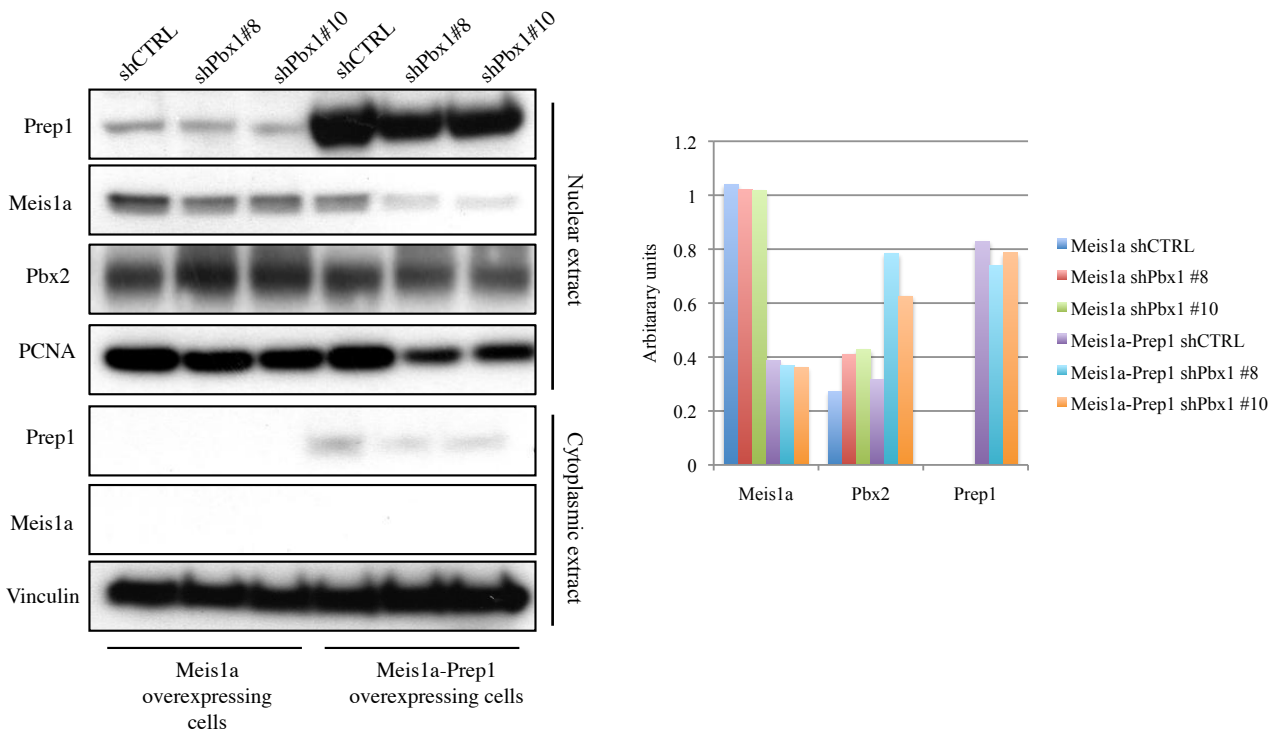 shCTRL
shPbx1#8
shPbx1#10
shCTRL
shPbx1#8
shPbx1#10
Prep1
Meis1a
Pbx2
PCNA
Nuclear extract
Prep1
Meis1a
Vinculin
Cytoplasmic extract
Meis1a
overexpressing
cells
Meis1a-Prep1
overexpressing cells
Arbitarary units
1.2
1
0.8
0.6
0.4
0.2
0
Meis1a
Pbx2
Prep1
Meis1a shCTRL
Meis1a shPbx1 #8
Meis1a shPbx1 #10
Meis1a-Prep1 shCTRL
Meis1a-Prep1 shPbx1 #8
Meis1a-Prep1 shPbx1 #10